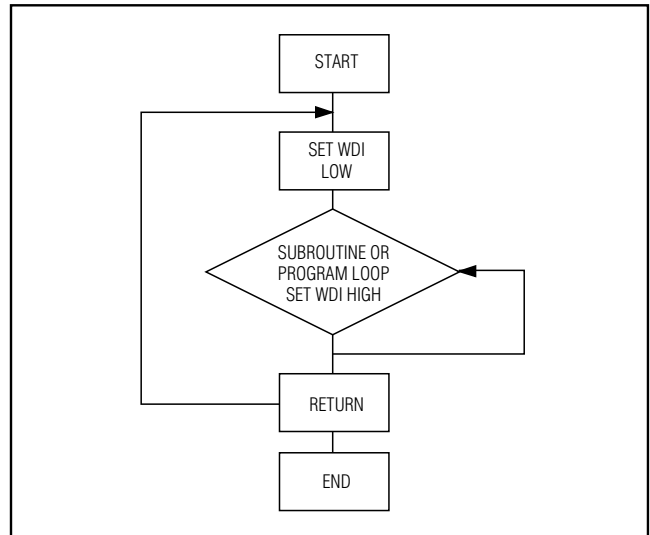 START
SET WDI
LOW
SUBROUTINE OR
PROGRAM LOOP
SET WDI HIGH
RETURN
END